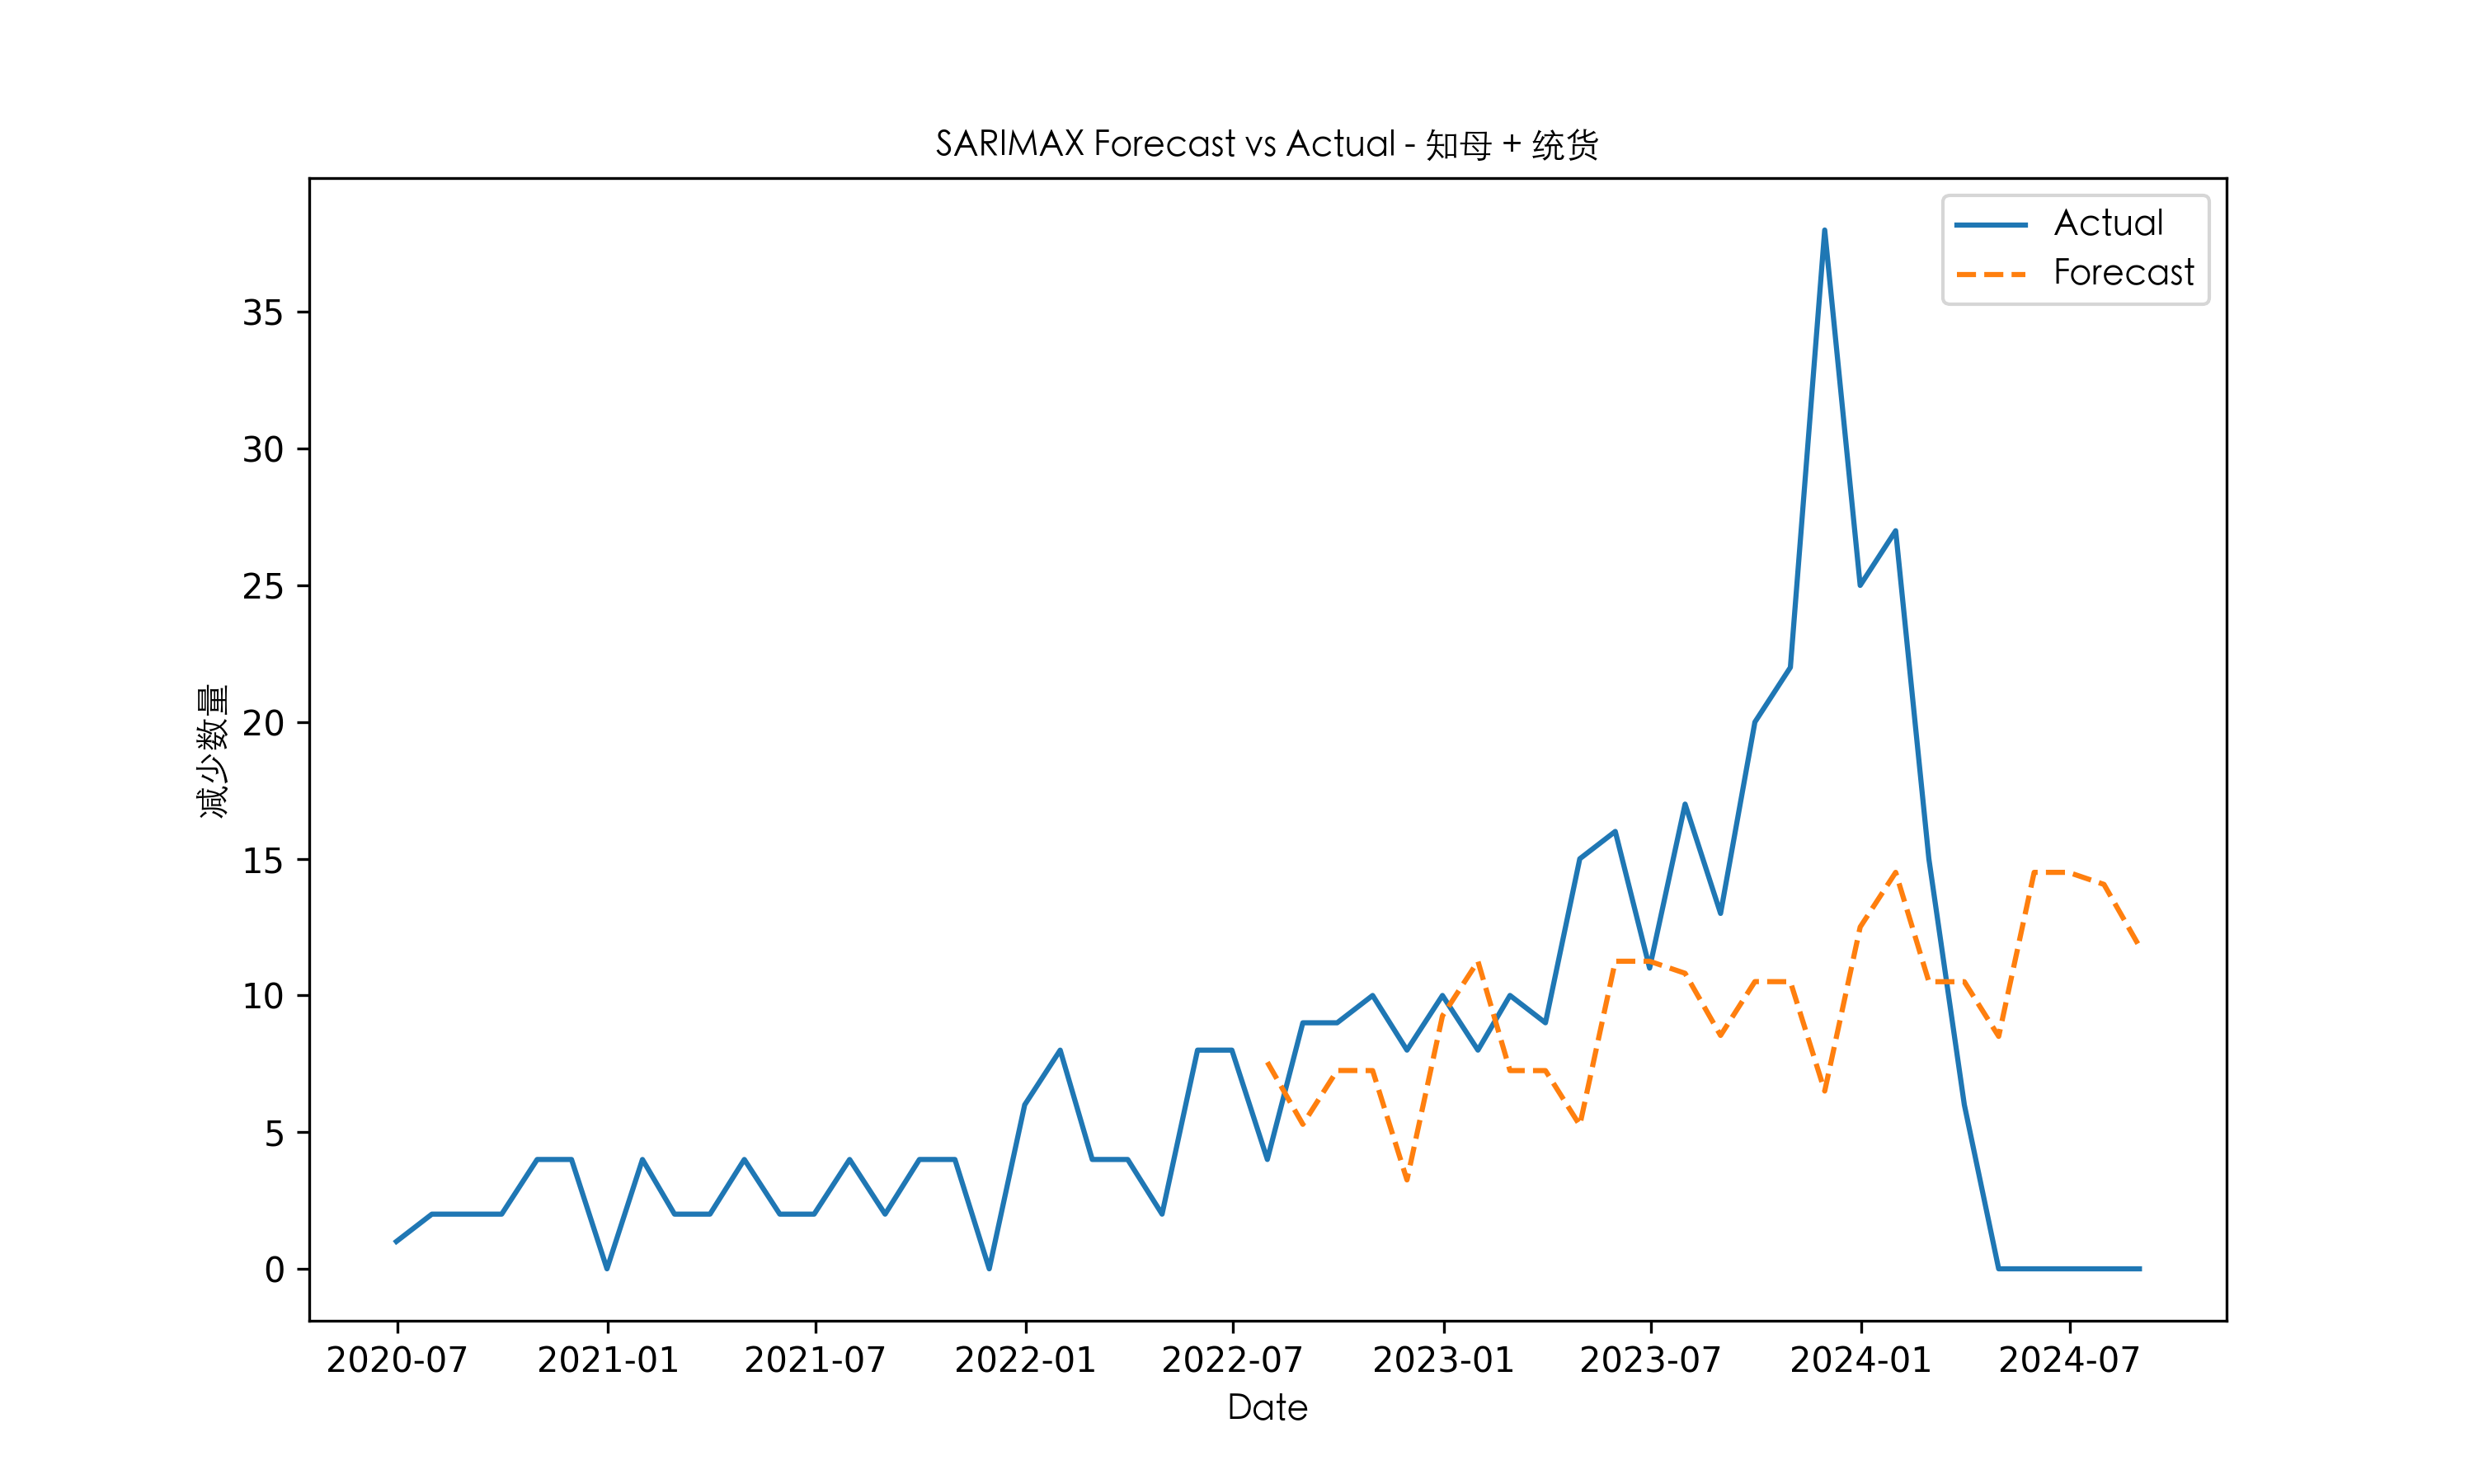 SARIMAX Forecast vs Actual - 知母 + 统货
Actual
Forecast
减少数量
35
30
25
20
15
10
5
0
2020-07 2021-01 2021-07 2022-01 2022-07 2023-01 2023-07 2024-01 2024-07
Date